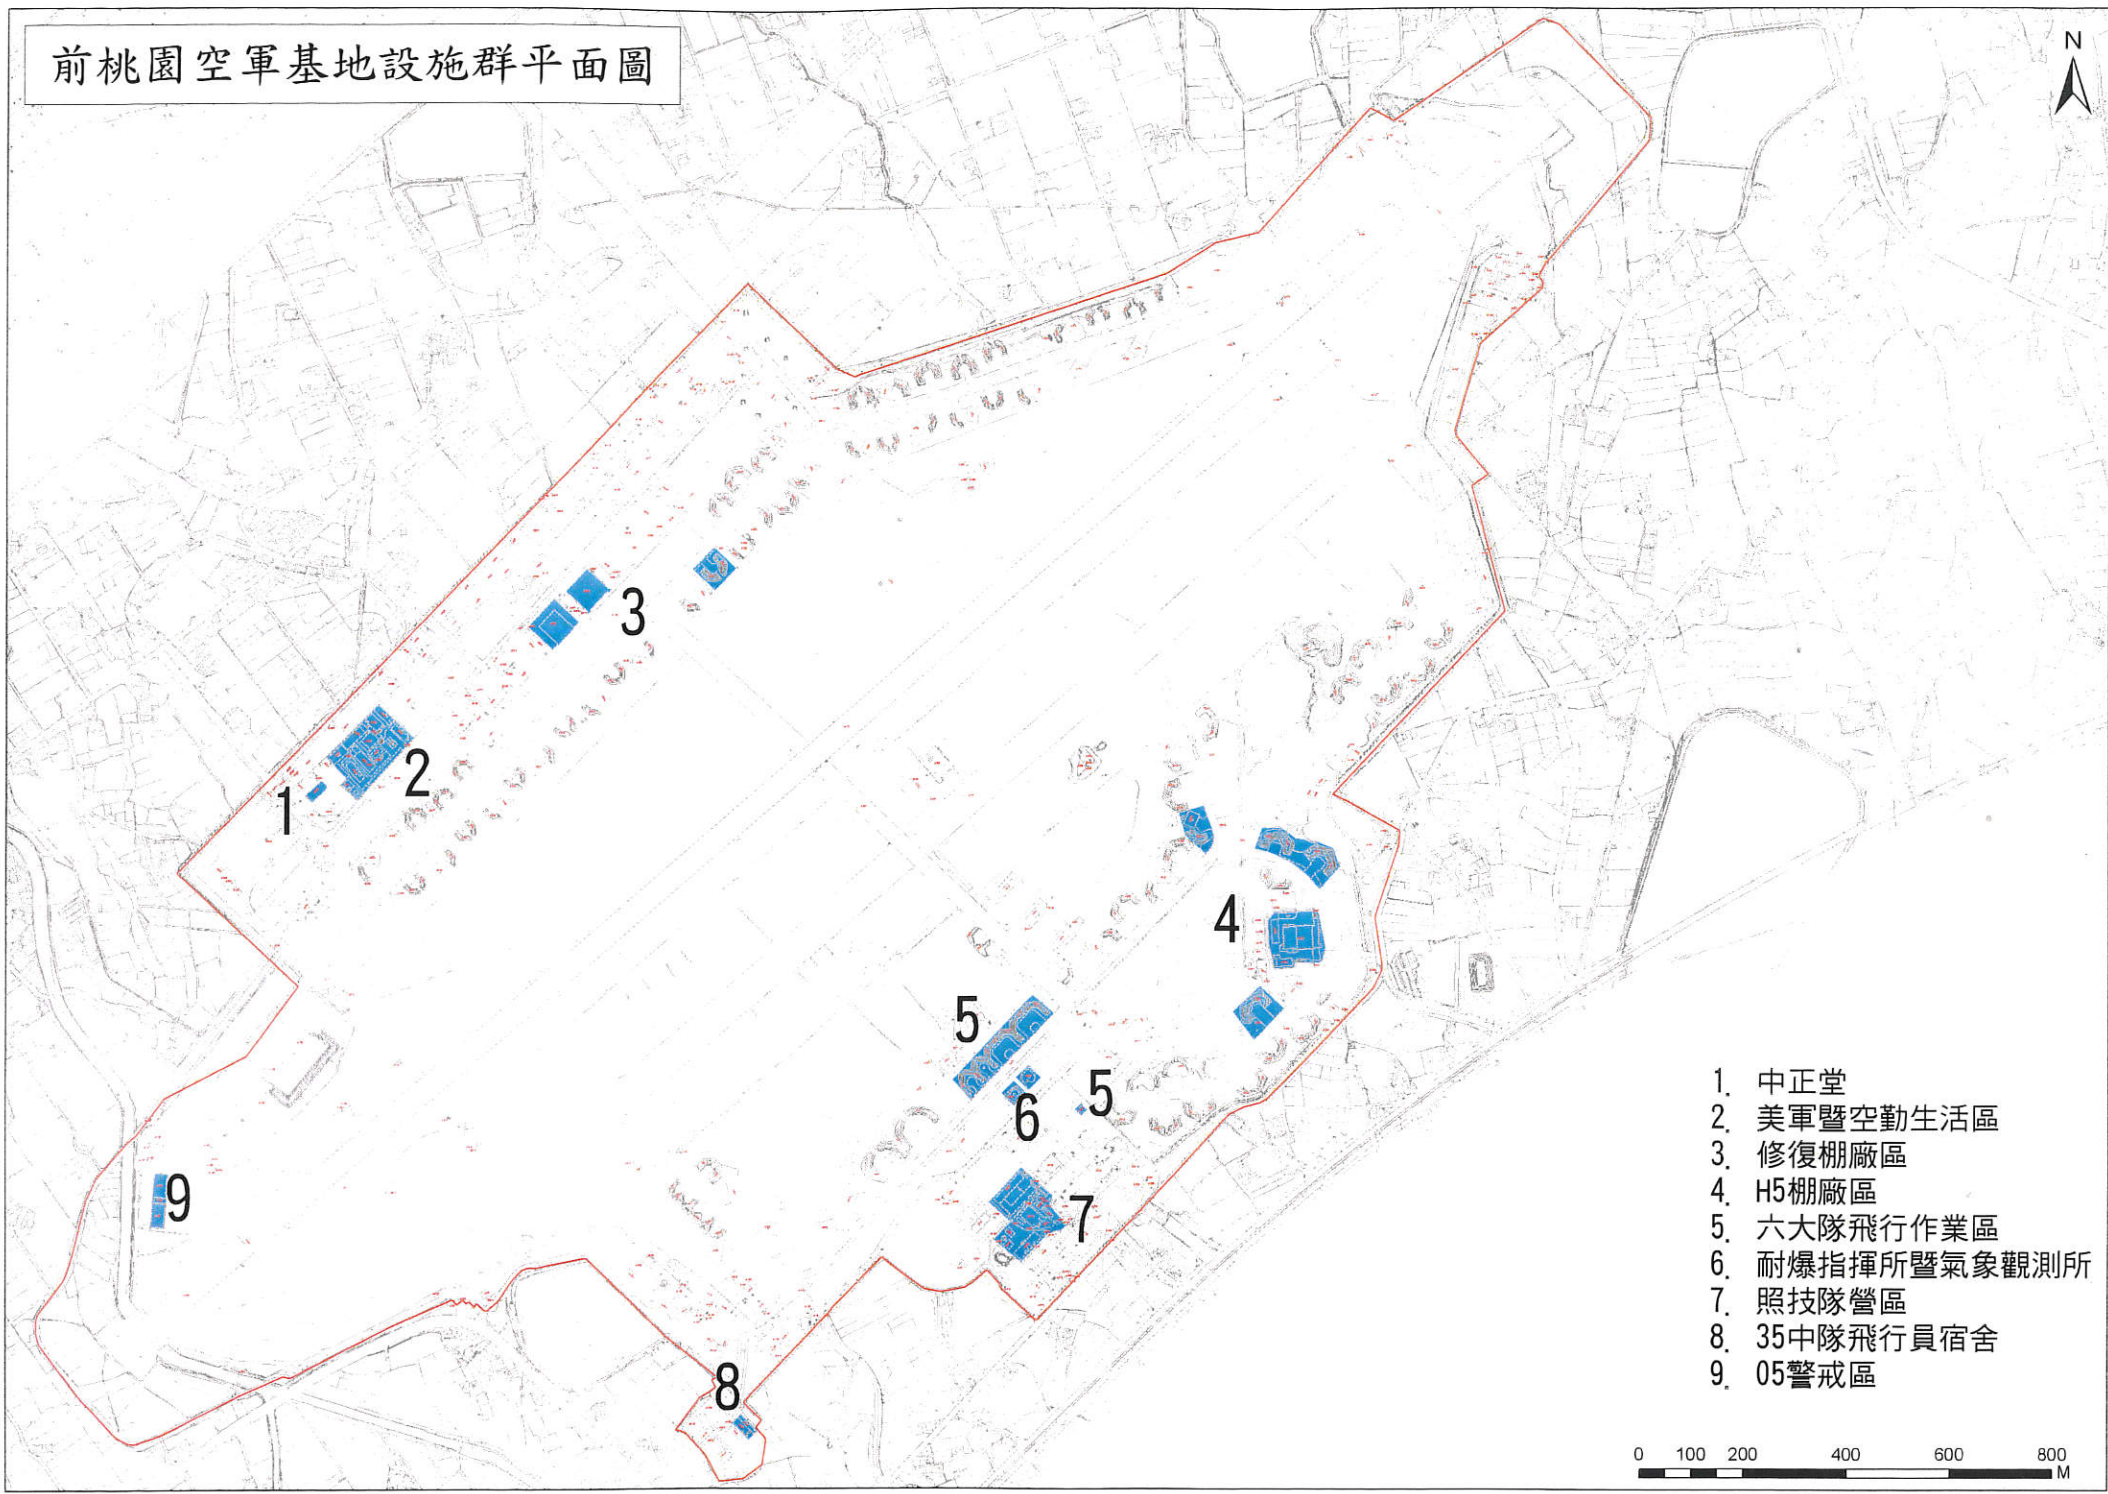 前桃園空軍基地設施群平面圖
N
3
2
1
4
5
5
6
9
7
8
1. 中正堂
2. 美軍暨空勤生活區
3. 修復棚廠區
4. H5棚廠區
5. 六大隊飛行作業區
6. 耐爆指揮所暨氣象觀測所
7. 照技隊營區
8. 35中隊飛行員宿舍
9. 05警戒區
0 100 200 400 600 800
M